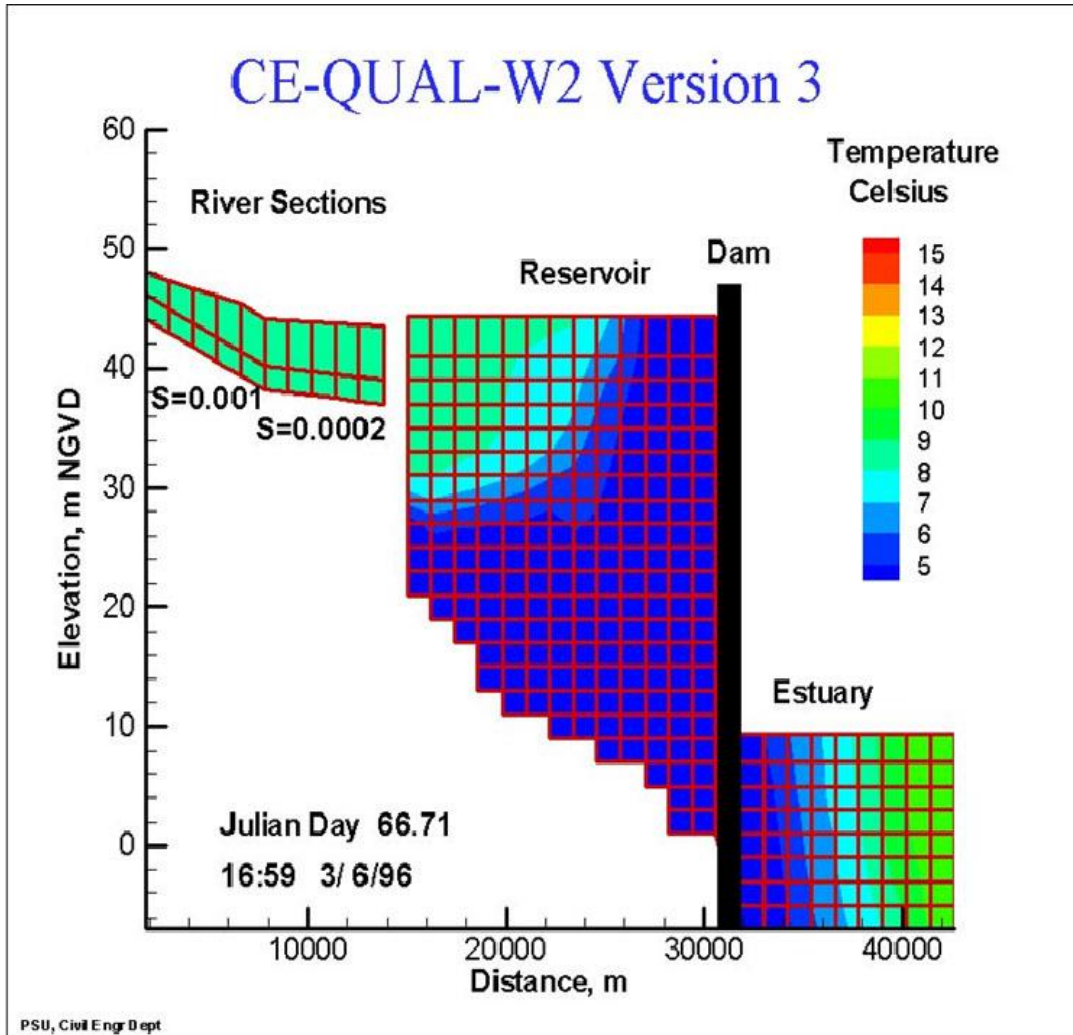 CE-QUAL-W2 Version 3
60
50
40
30
20
10
0
Elevation, m NGVD
River Sections
S=0.001
S=0.0002
Reservoir
Dam
Temperature
Celsius
15
14
13
12
11
10
9
8
7
6
5
Estuary
Julian Day 66.71
16:59 3/ 6/96
10000
20000
30000
40000
Distance, m
PSU, Civil Engr Dept